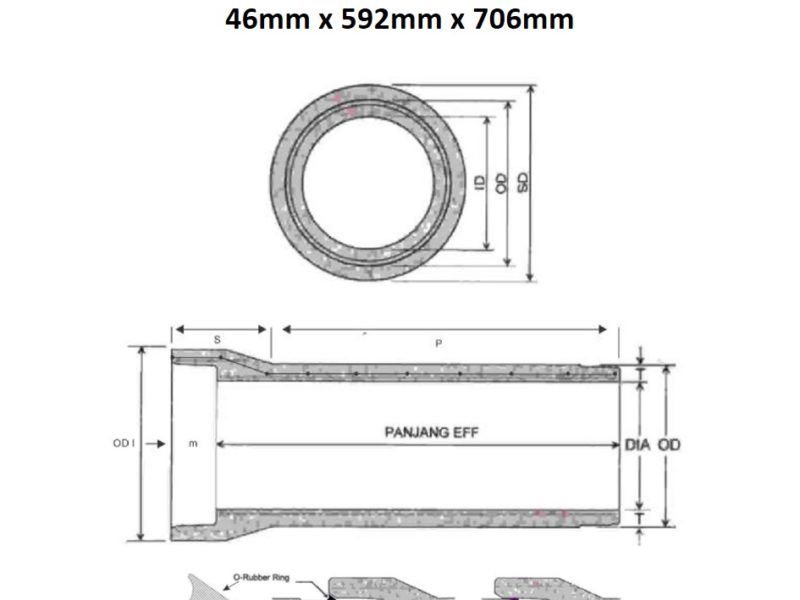 46mm x 592mm x 706mm
ID
OD
SD
S
P
OD I
m
PANJANG EFF
DIA
OD
T
T
O-Rubber Ring